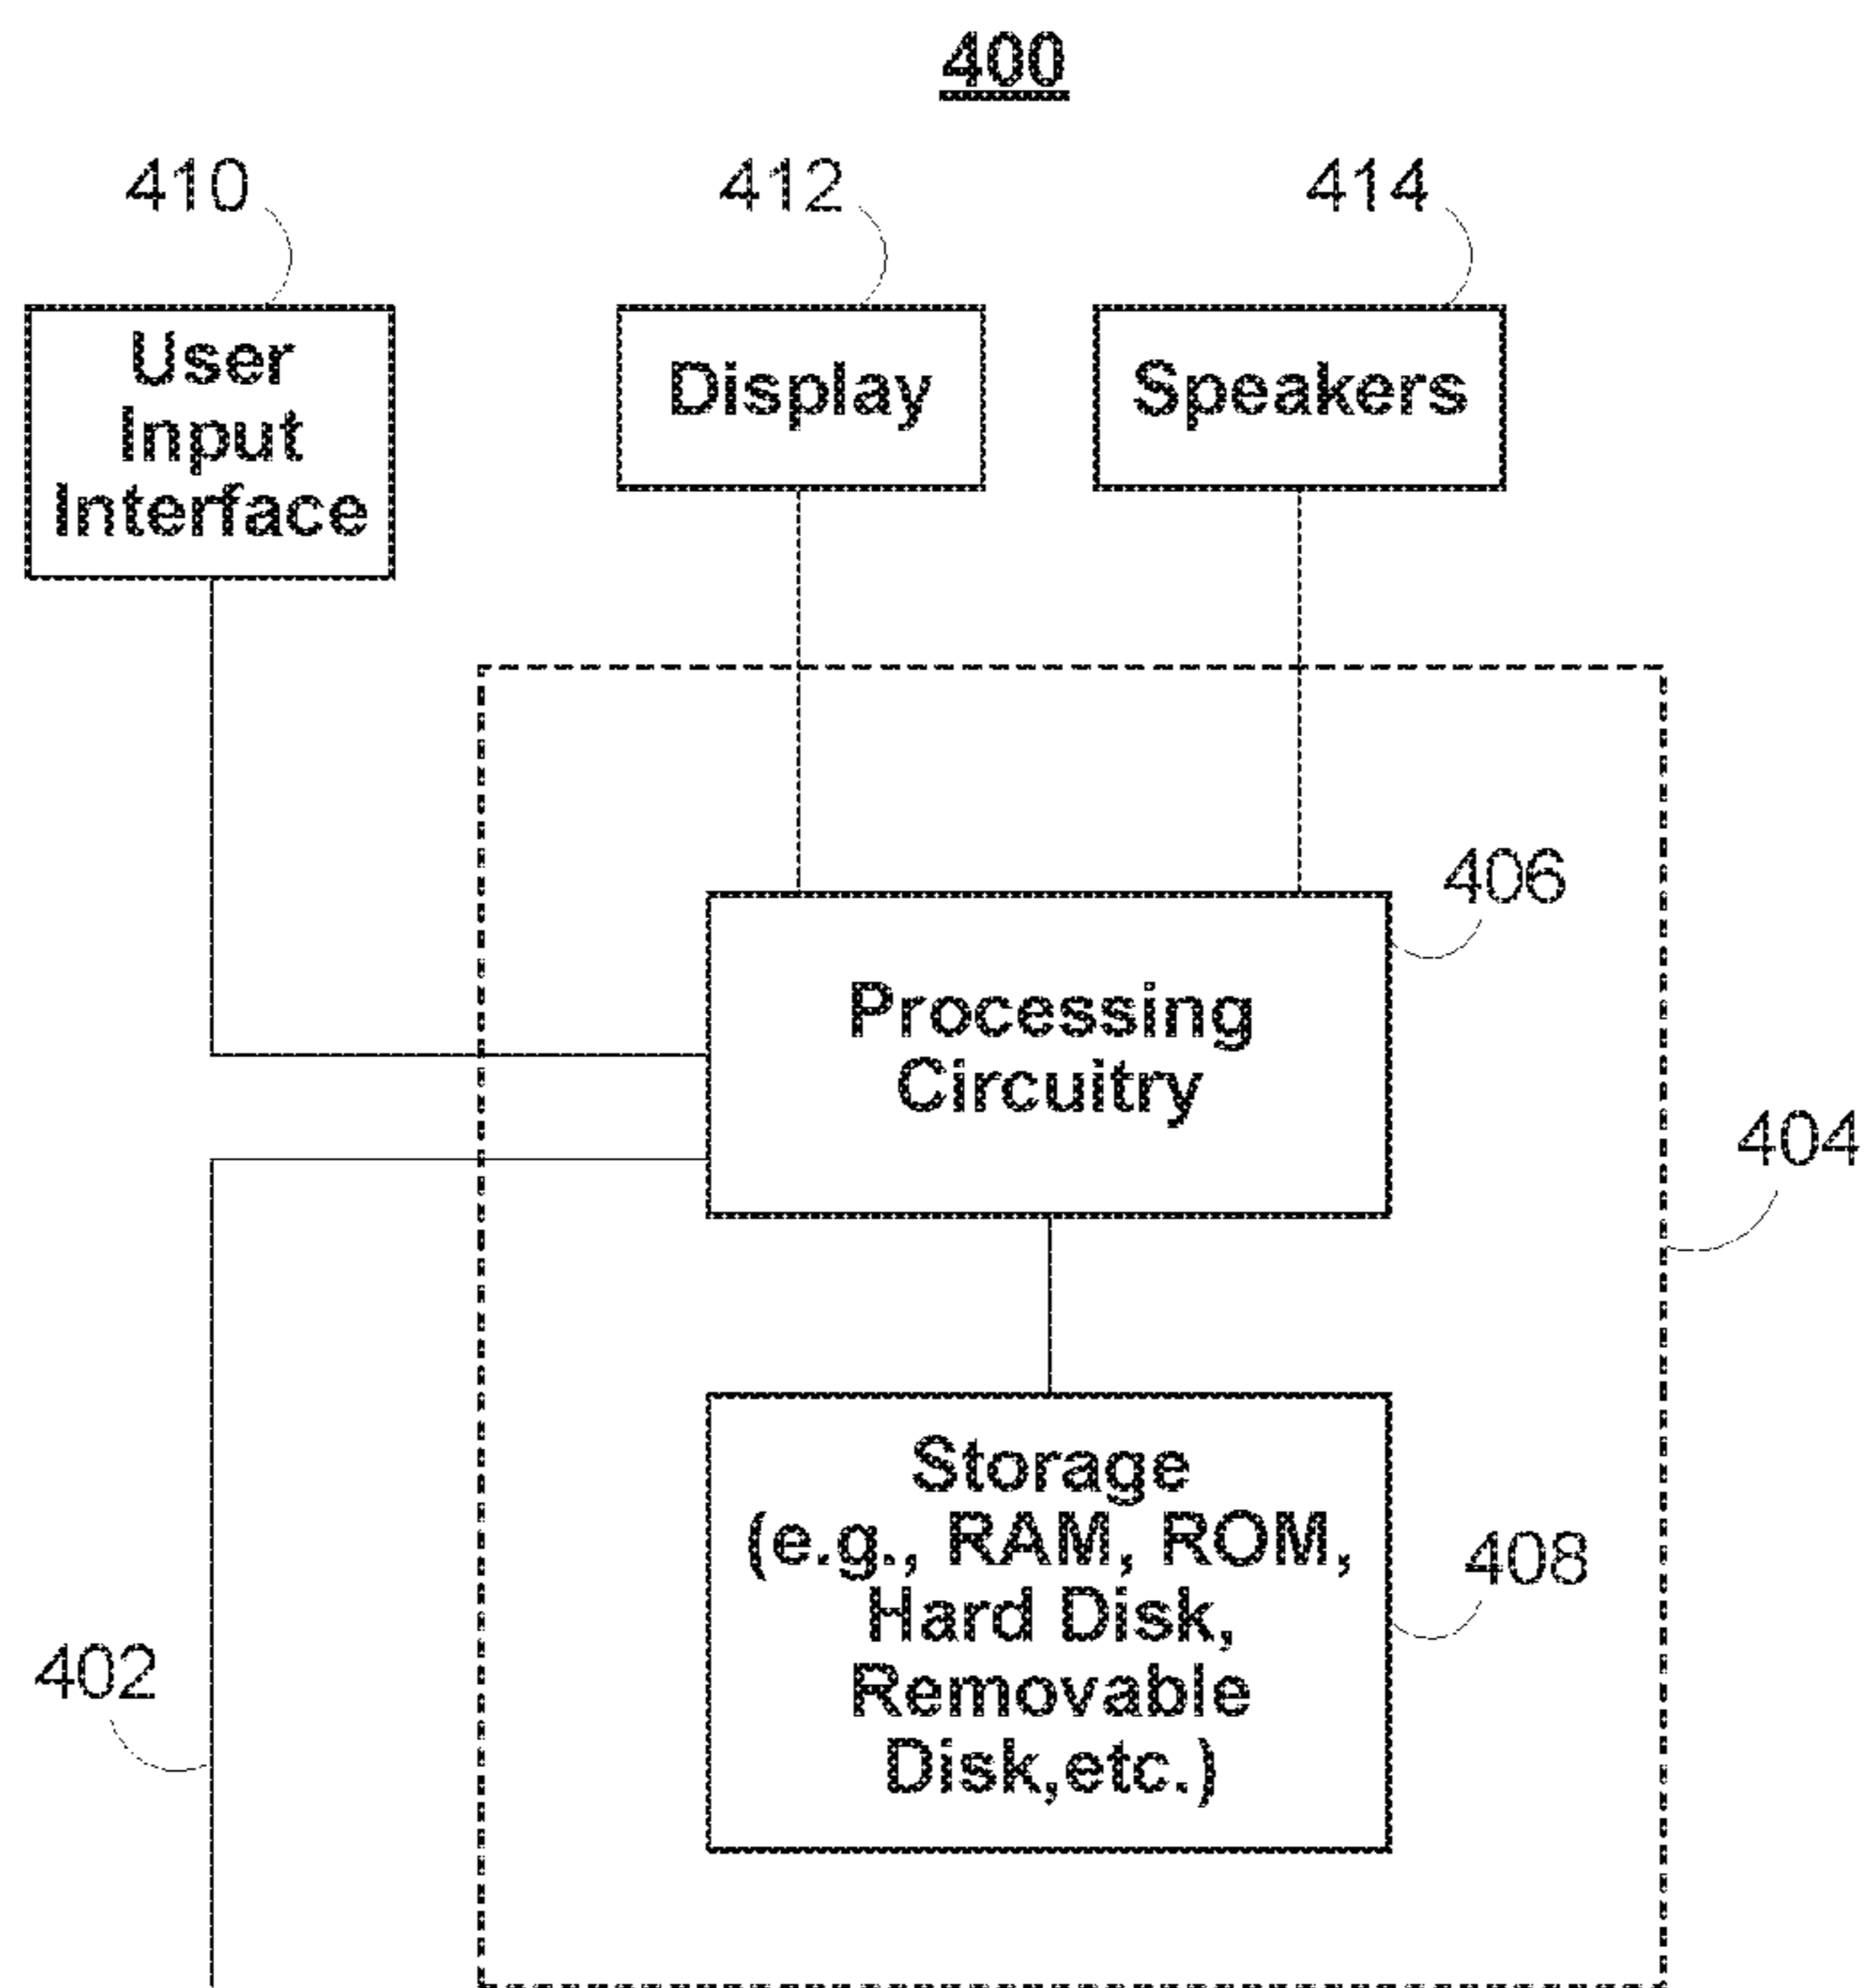 400
410
412
414
User
Input
Interface
Display
Speakers
406
Processing
Circuitry
404
Storage
(e.g., RAM, ROM,
Hard Disk,
Removable
Disk,etc.)
408
402